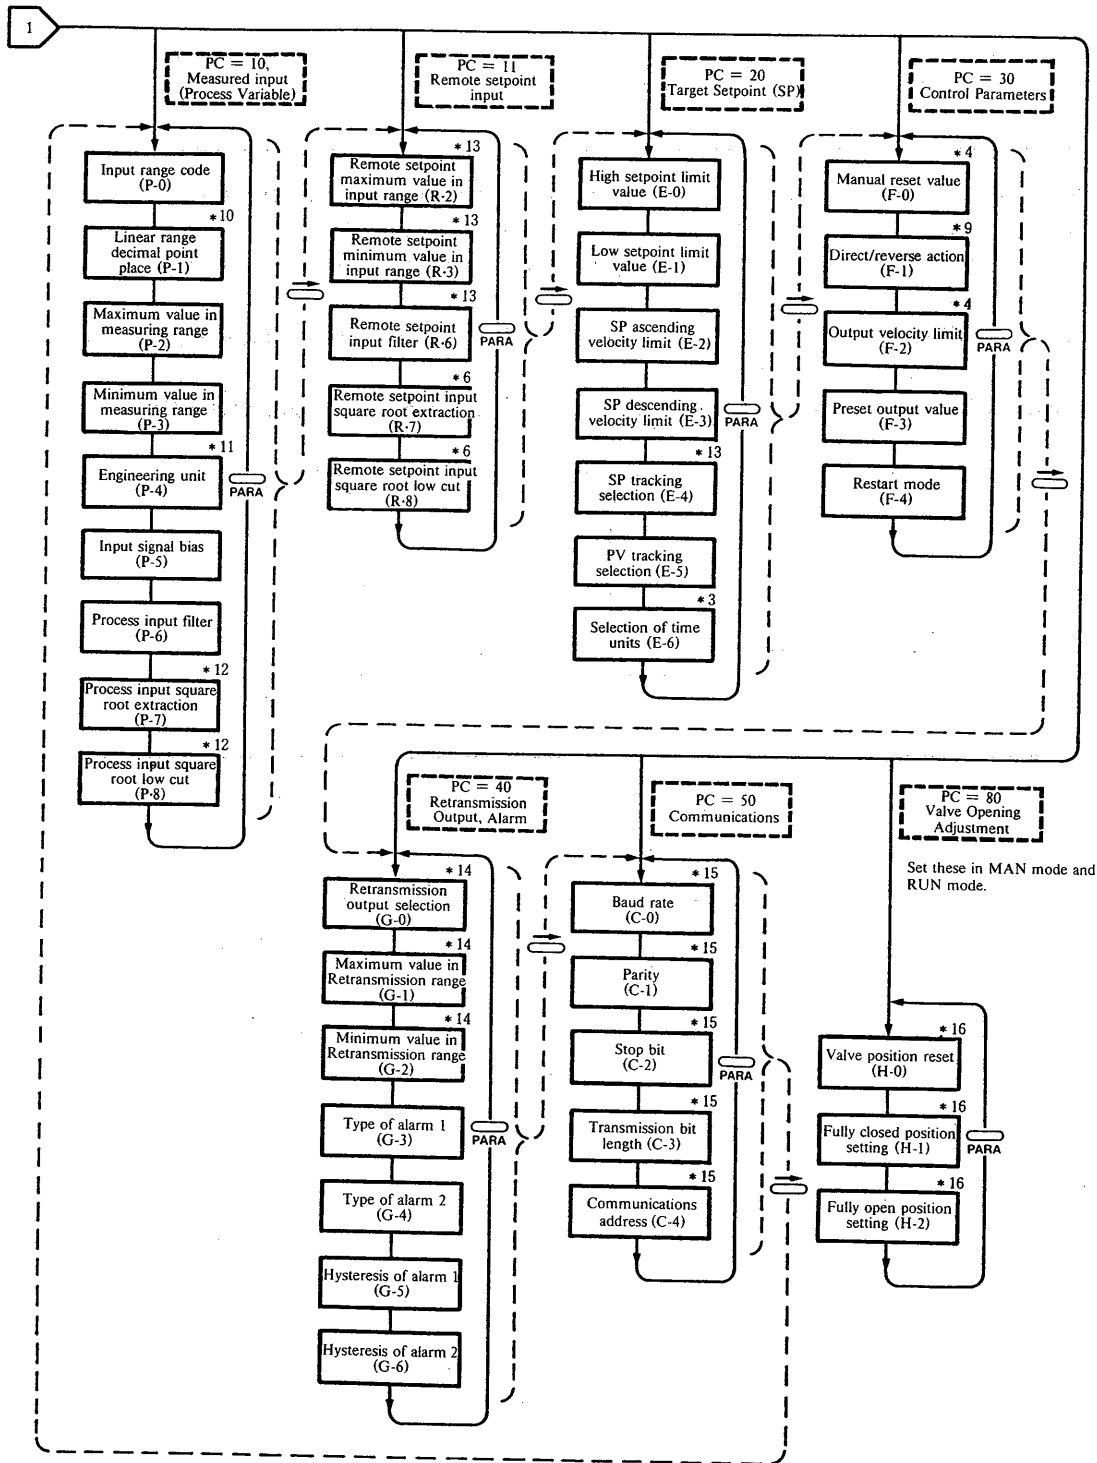 1
PC = 10,
Measured input
(Process Variable)
Input range code
(P-0)
* 10
Linear range
decimal point
place (P-1)
Maximum value in
measuring range
(P-2)
Minimum value in
measuring range
(P-3)
* 11
Engineering unit
(P-4)
Input signal bias
(P-5)
Process input filter
(P-6)
* 12
Process input square
root extraction
(P-7)
* 12
Process input square
root low cut
(P·8)
PARA
PC = 11
Remote setpoint
input
* 13
Remote setpoint
maximum value in
input range (R·2)
* 13
Remote setpoint
minimum value in
input range (R·3)
* 13
Remote setpoint
input filter (R·6)
* 6
Remote setpoint input
square root extraction
(R·7)
* 6
Remote setpoint input
square root low cut
(R·8)
PARA
PC = 20
Target Setpoint (SP)
High setpoint limit
value (E-0)
Low setpoint limit
value (E-1)
SP ascending
velocity limit (E-2)
SP descending
velocity limit (E-3)
* 13
SP tracking
selection (E-4)
PV tracking
selection (E-5)
* 3
Selection of time
units (E-6)
PARA
PC = 30
Control Parameters
* 4
Manual reset value
(F-0)
* 9
Direct/reverse action
(F-1)
* 4
Output velocity limit
(F-2)
Preset output value
(F-3)
Restart mode
(F-4)
PARA
PC = 40
Retransmission
Output, Alarm
* 14
Retransmission
output selection
(G-0)
* 14
Maximum value in
Retransmission range
(G-1)
* 14
Minimum value in
Retransmission range
(G-2)
Type of alarm 1
(G-3)
Type of alarm 2
(G-4)
Hysteresis of alarm 1
(G-5)
Hysteresis of alarm 2
(G-6)
PARA
PC = 50
Communications
* 15
Baud rate
(C-0)
* 15
Parity
(C-1)
* 15
Stop bit
(C-2)
* 15
Transmission bit
length (C-3)
* 15
Communications
address (C-4)
PARA
PC = 80
Valve Opening
Adjustment
Set these in MAN mode and
RUN mode.
* 16
Valve position reset
(H-0)
* 16
Fully closed position
setting (H-1)
* 16
Fully open position
setting (H-2)
PARA